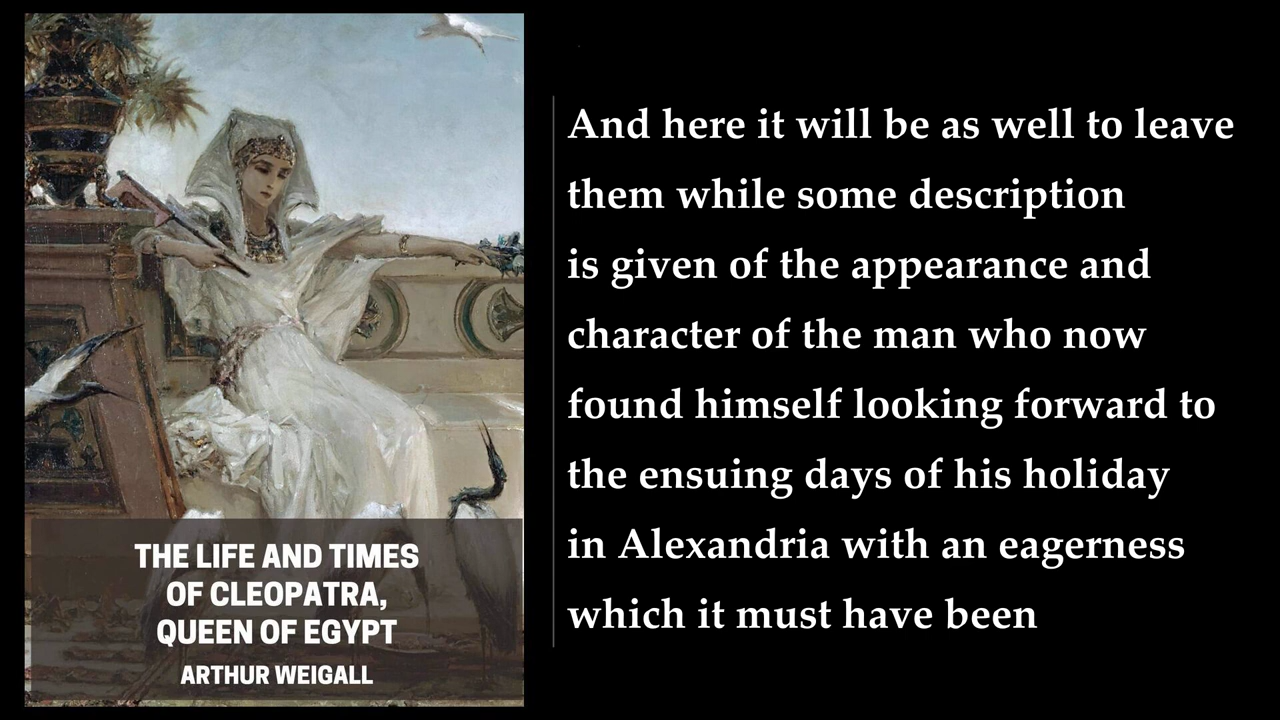 THE LIFE AND TIMES
OF CLEOPATRA,
QUEEN OF EGYPT
ARTHUR WEIGALL
And here it will be as well to leave
them while some description
is given of the appearance and
character of the man who now
found himself looking forward to
the ensuing days of his holiday
in Alexandria with an eagerness
which it must have been